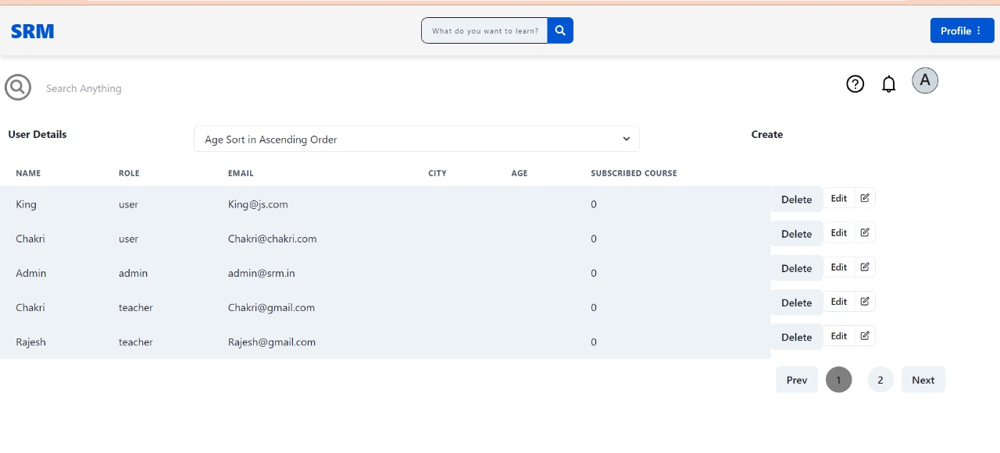 SRM What do you want to learn? Profile
Search Anything A
User Details Age Sort in Ascending Order Create
NAME ROLE EMAIL CITY AGE SUBSCRIBED COURSE
King user King@js.com 0 Delete Edit
Chakri user Chakri@chakri.com 0 Delete Edit
Admin admin admin@srm.in 0 Delete Edit
Chakri teacher Chakri@gmail.com 0 Delete Edit
Rajesh teacher Rajesh@gmail.com 0 Delete Edit
Prev 1 2 Next